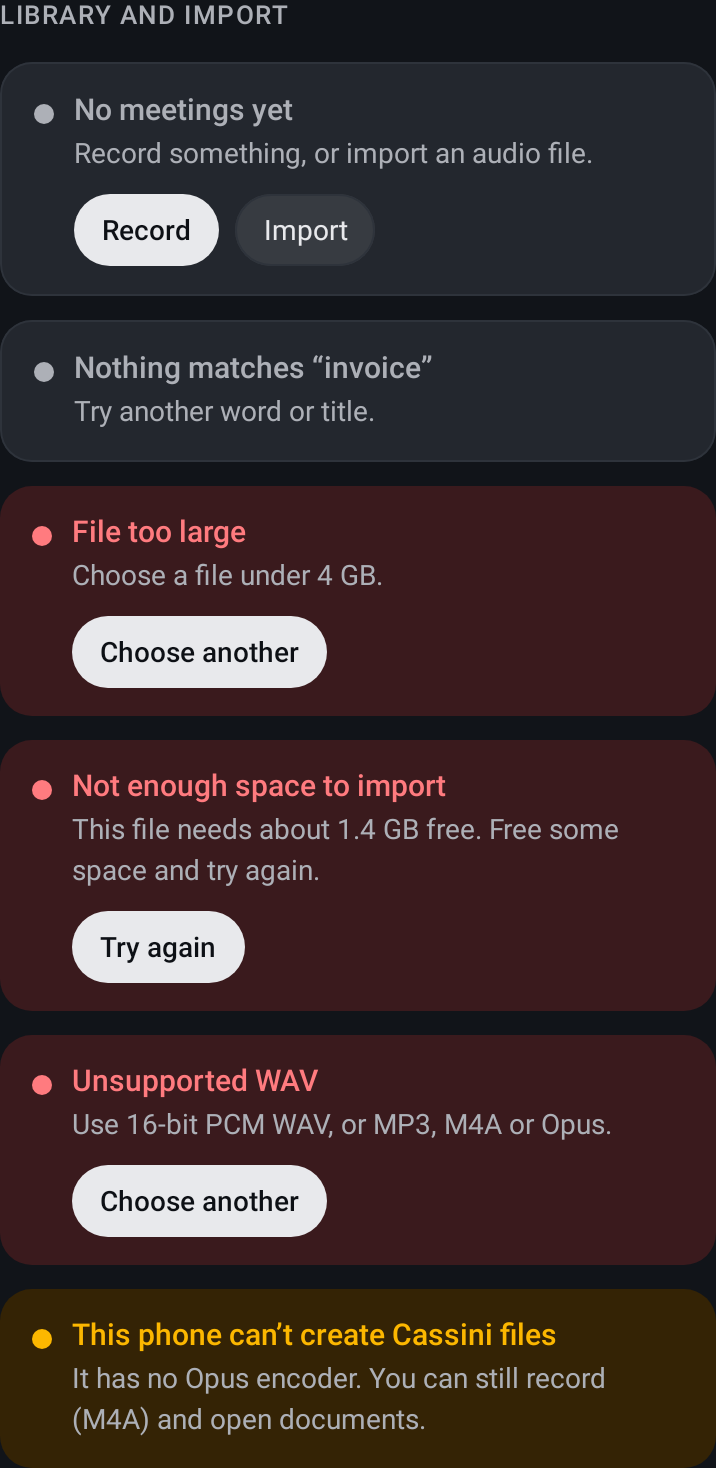 LIBRARY AND IMPORT
No meetings yet
Record something, or import an audio file.
Record
Import
Nothing matches “invoice”
Try another word or title.
File too large
Choose a file under 4 GB.
Choose another
Not enough space to import
This file needs about 1.4 GB free. Free some
space and try again.
Try again
Unsupported WAV
Use 16-bit PCM WAV, or MP3, M4A or Opus.
Choose another
This phone can’t create Cassini files
It has no Opus encoder. You can still record
(M4A) and open documents.